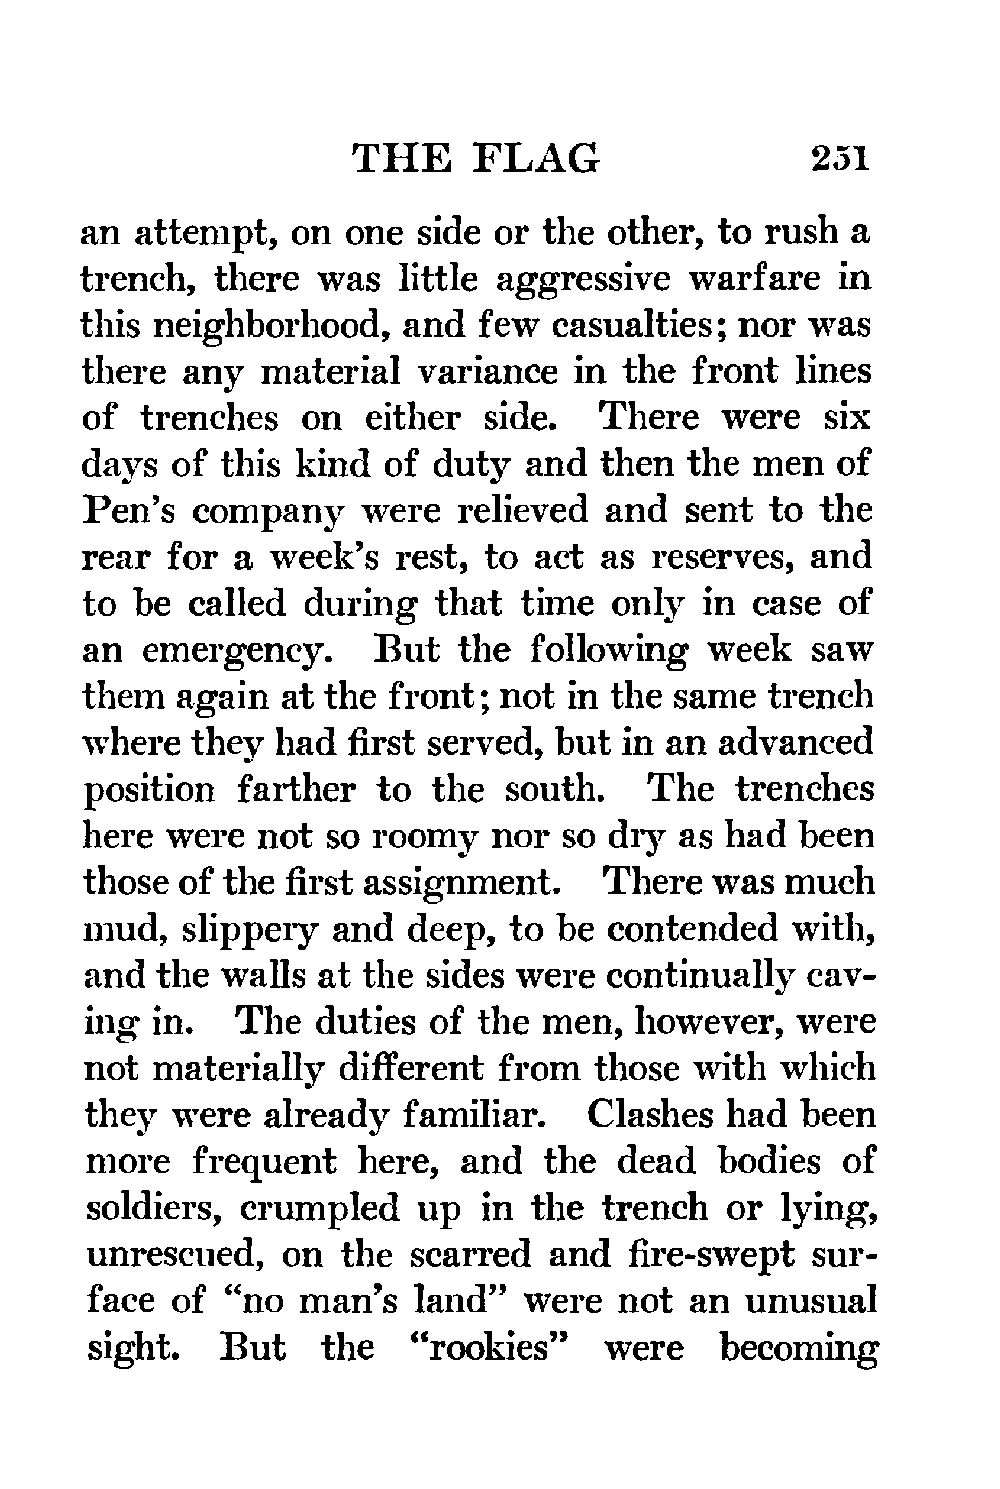 THE FLAG 251
an attempt, on one side or the other, to rush a
trench, there was little aggressive warfare in
this neighborhood, and few casualties; nor was
there any material variance in the front lines
of trenches on either side. There were six
days of this kind of duty and then the men of
Pen's company were relieved and sent to the
rear for a week's rest, to act as reserves, and
to be called during that time only in case of
an emergency. But the following week saw
them again at the front; not in the same trench
where they had first served, but in an advanced
position farther to the south. The trenches
here were not so roomy nor so dry as had been
those of the first assignment. There was much
mud, slippery and deep, to be contended with,
and the walls at the sides were continually cav-
ing in. The duties of the men, however, were
not materially different from those with which
they were already familiar. Clashes had been
more frequent here, and the dead bodies of
soldiers, crumpled up in the trench or lying,
unrescued, on the scarred and fire-swept sur-
face of “no man's land” were not an unusual
sight. But the “rookies” were becoming